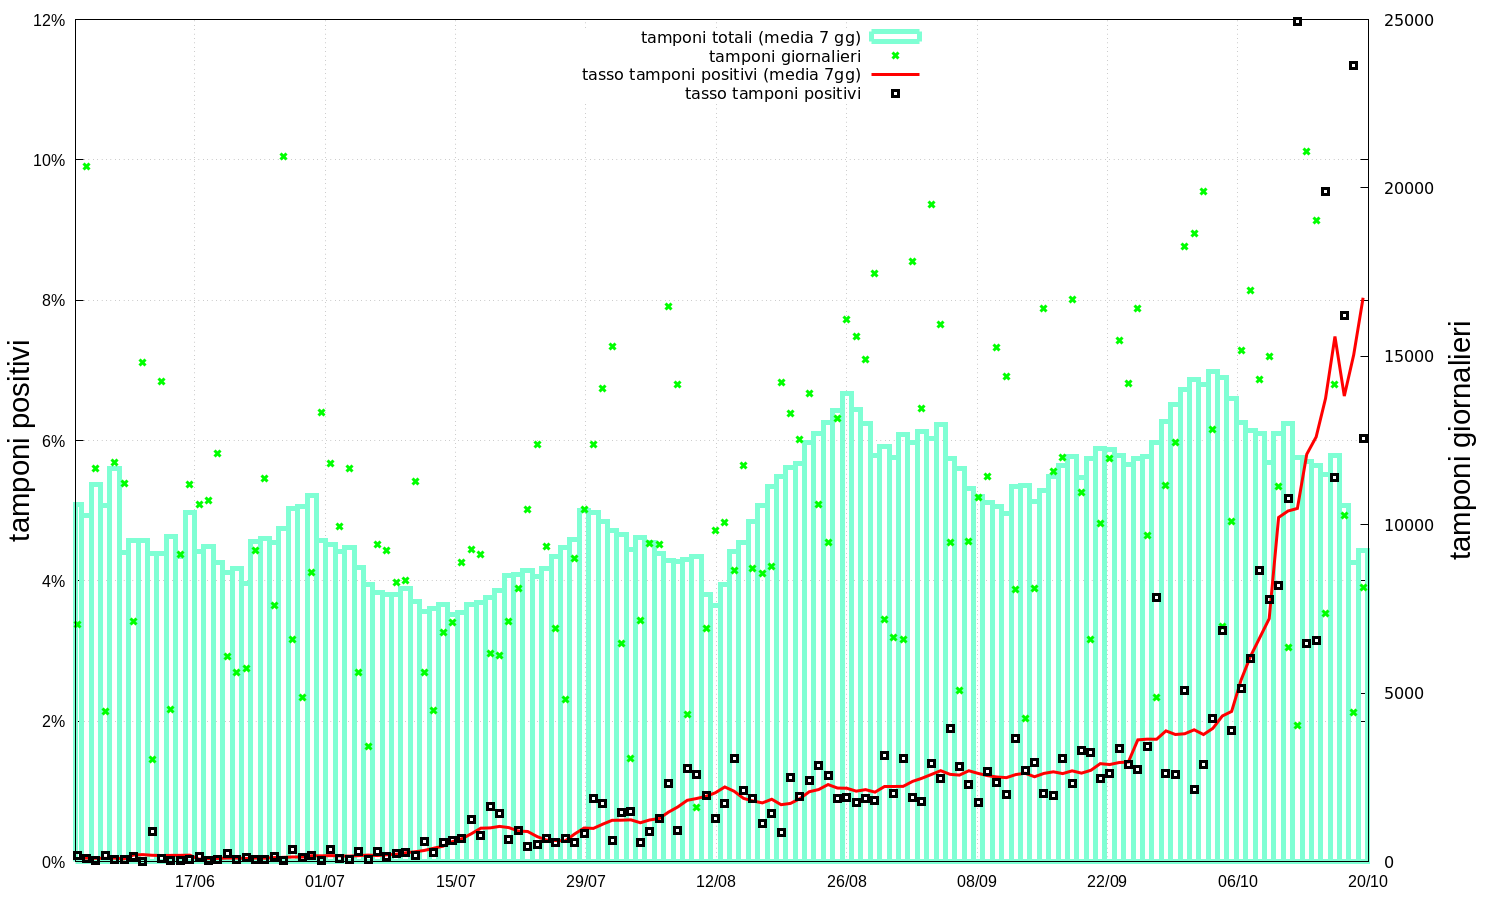 tamponi totali (media 7 gg)
tamponi giornalieri
tasso tamponi positivi (media 7gg)
tasso tamponi positivi
12%
10%
8%
6%
4%
2%
0%
tamponi positivi
25000
20000
15000
10000
5000
0
tamponi giornalieri
17/06 01/07 15/07 29/07 12/08 26/08 08/09 22/09 06/10 20/10